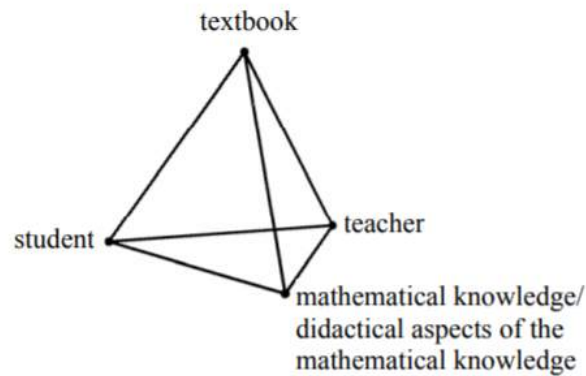 textbook
student
teacher
mathematical knowledge/
didactical aspects of the
mathematical knowledge